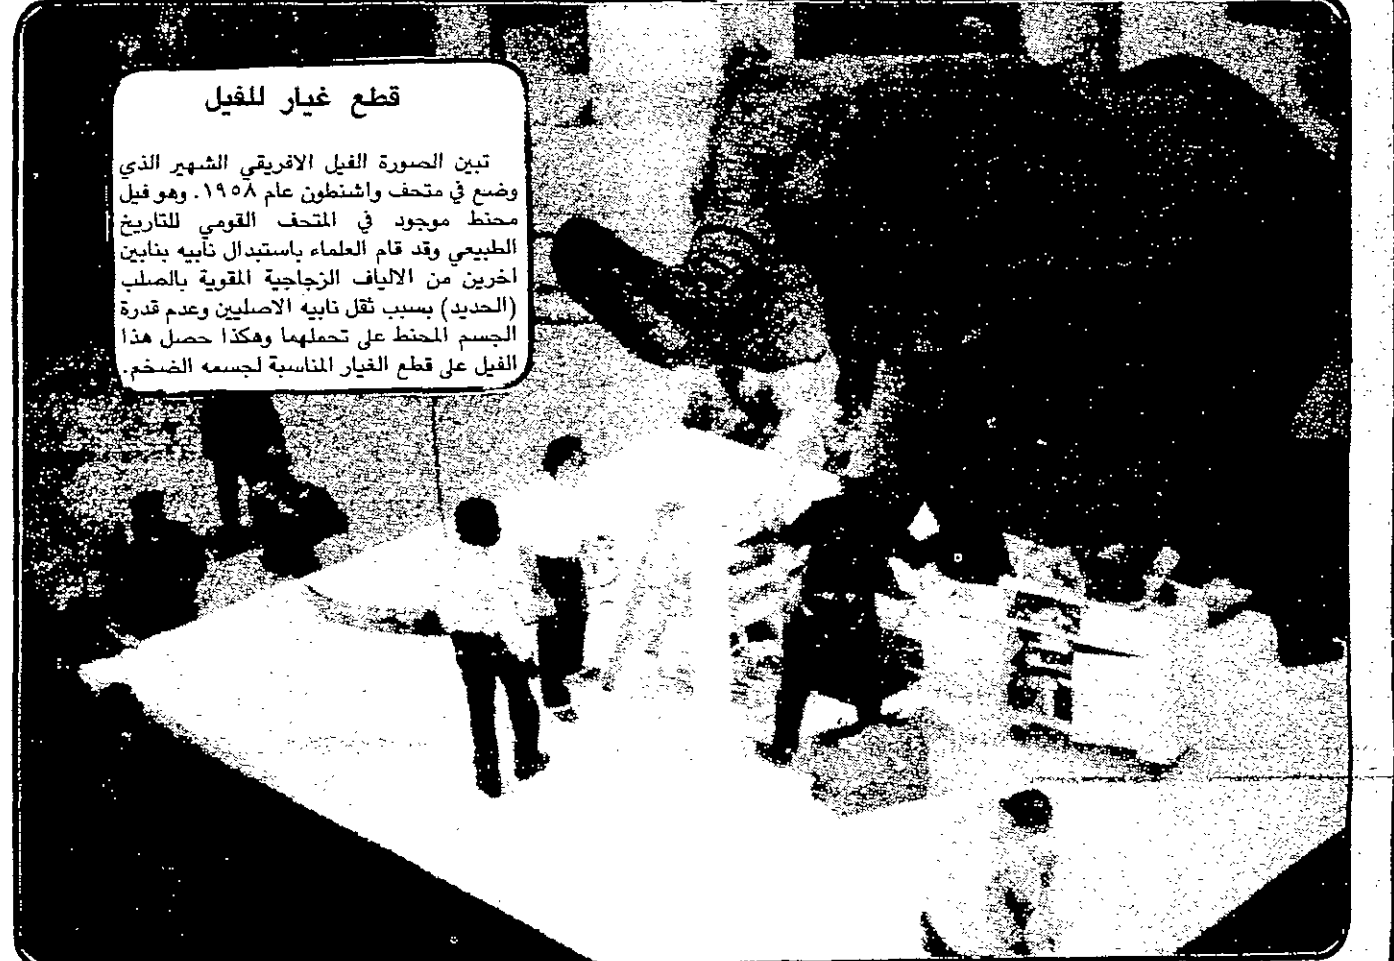 قطع غيار للفيل
تبين الصورة الفيل الافريقي الشهير الذي
وضع في متحف واشنطون عام ١٩٥٨. وهو فيل
محنط موجود في المتحف القومي للتاريخ
الطبيعي وقد قام العلماء باستبدال نابيه بنابين
آخرين من الالياف الزجاجية المقوية بالصلب
(الحديد) بسبب ثقل نابيه الاصليين وعدم قدرة
الجسم المحنط على تحملهما وهكذا حصل هذا
الفيل على قطع الغيار المناسبة لجسمه الضخم.